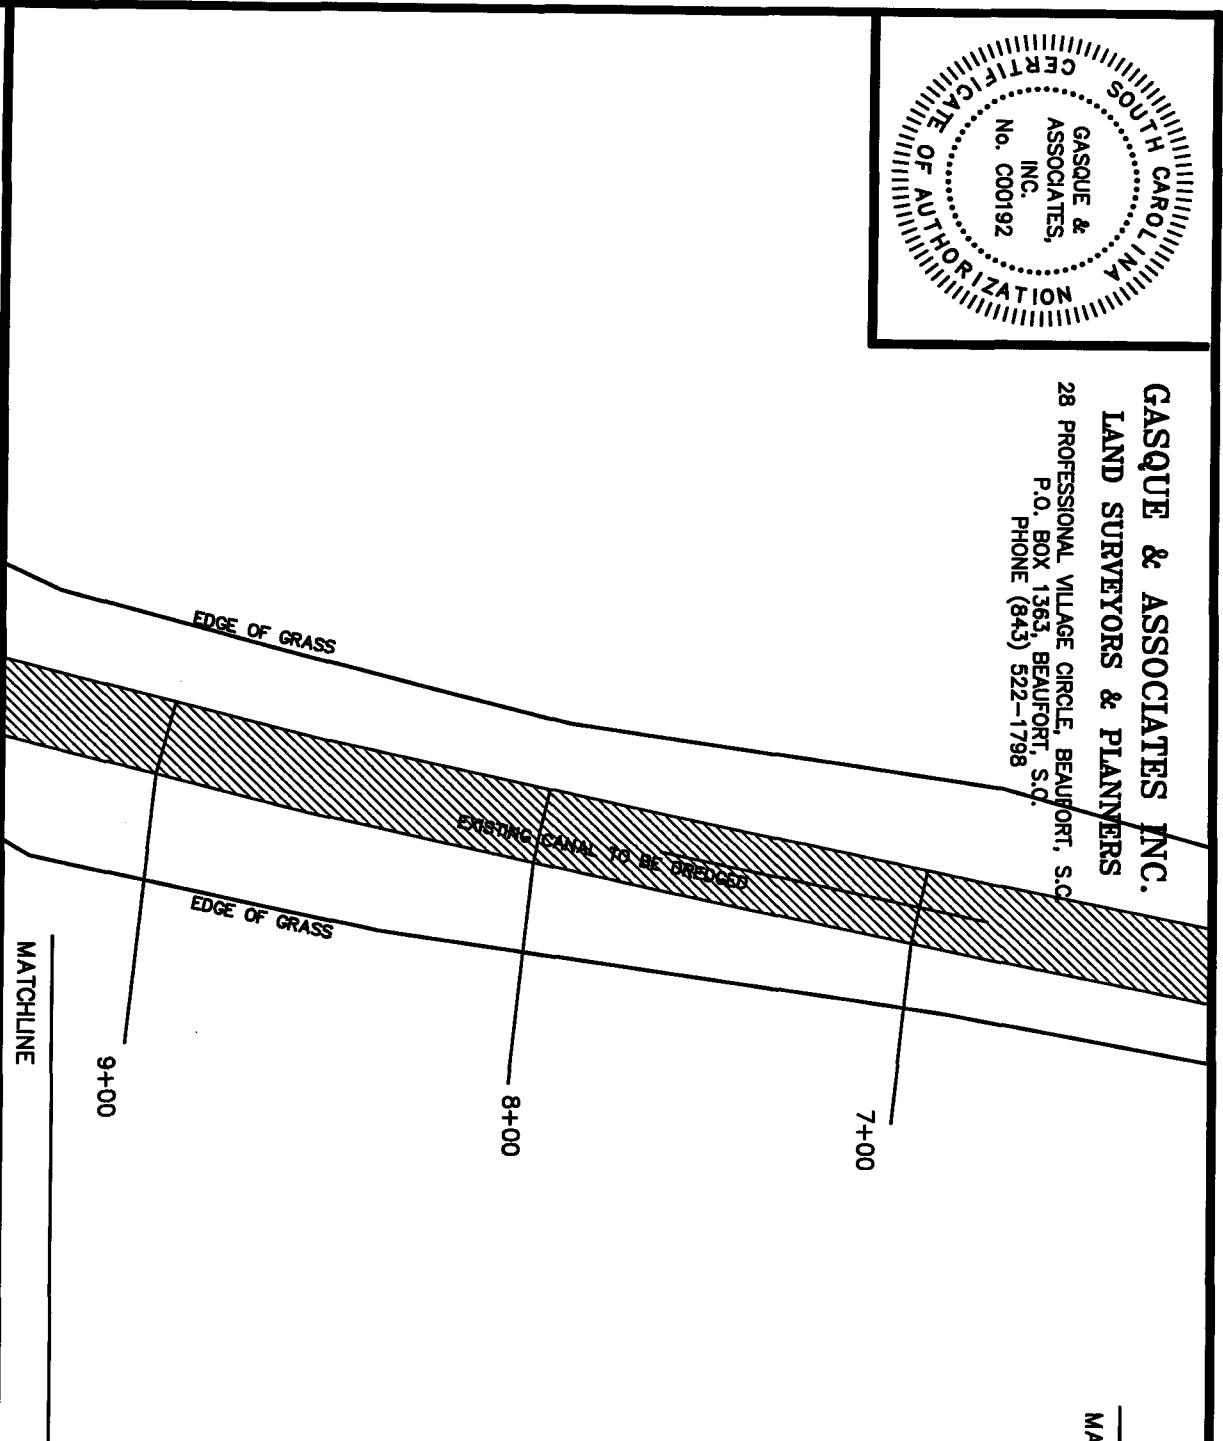 SOUTH CAROLINA
CERTIFICATE OF AUTHORIZATION
GASQUE &
ASSOCIATES,
INC.
No. C00192
GASQUE & ASSOCIATES INC.
LAND SURVEYORS & PLANNERS
28 PROFESSIONAL VILLAGE CIRCLE, BEAUFORT, S.C.
P.O. BOX 1363, BEAUFORT, S.C.
PHONE (843) 522-1798
EDGE OF GRASS
EXISTING CANAL TO BE DREDGED
EDGE OF GRASS
7+00
8+00
9+00
MATCHLINE
MA